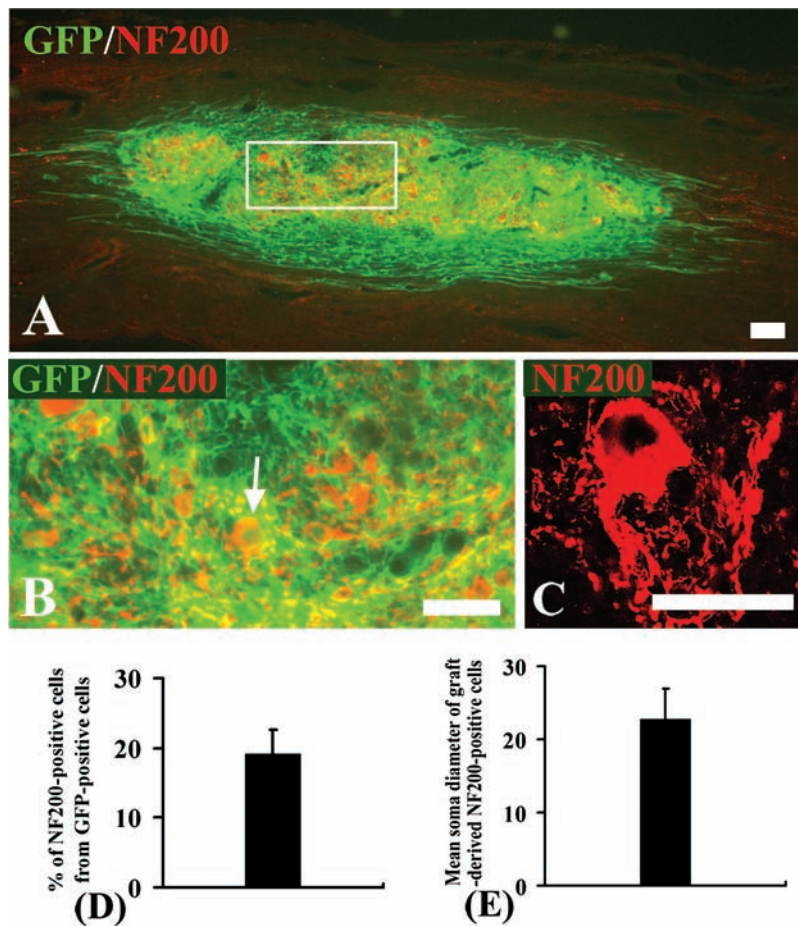 GFP/NF200
A
GFP/NF200
B
NF200
C
% of NF200-positive cells
from GFP-positive cells
30
20
10
0
(D)
Mean soma diameter of graft
-derived NF200-positive cells
30
20
10
0
(E)